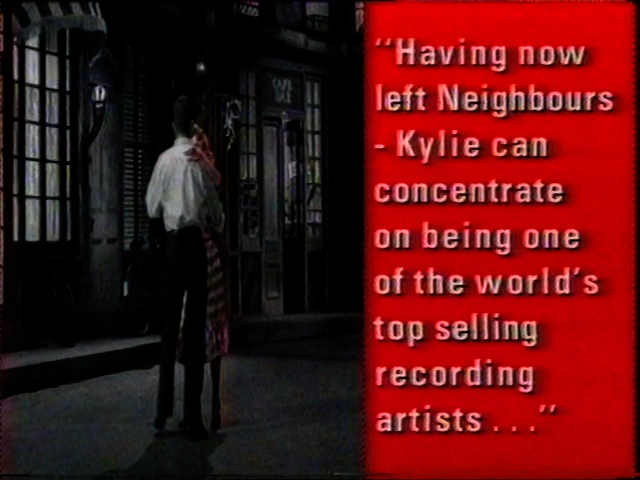 "Having now
left Neighbours
- Kylie can
concentrate
on being one
of the world's
top selling
recording
artists . . ."